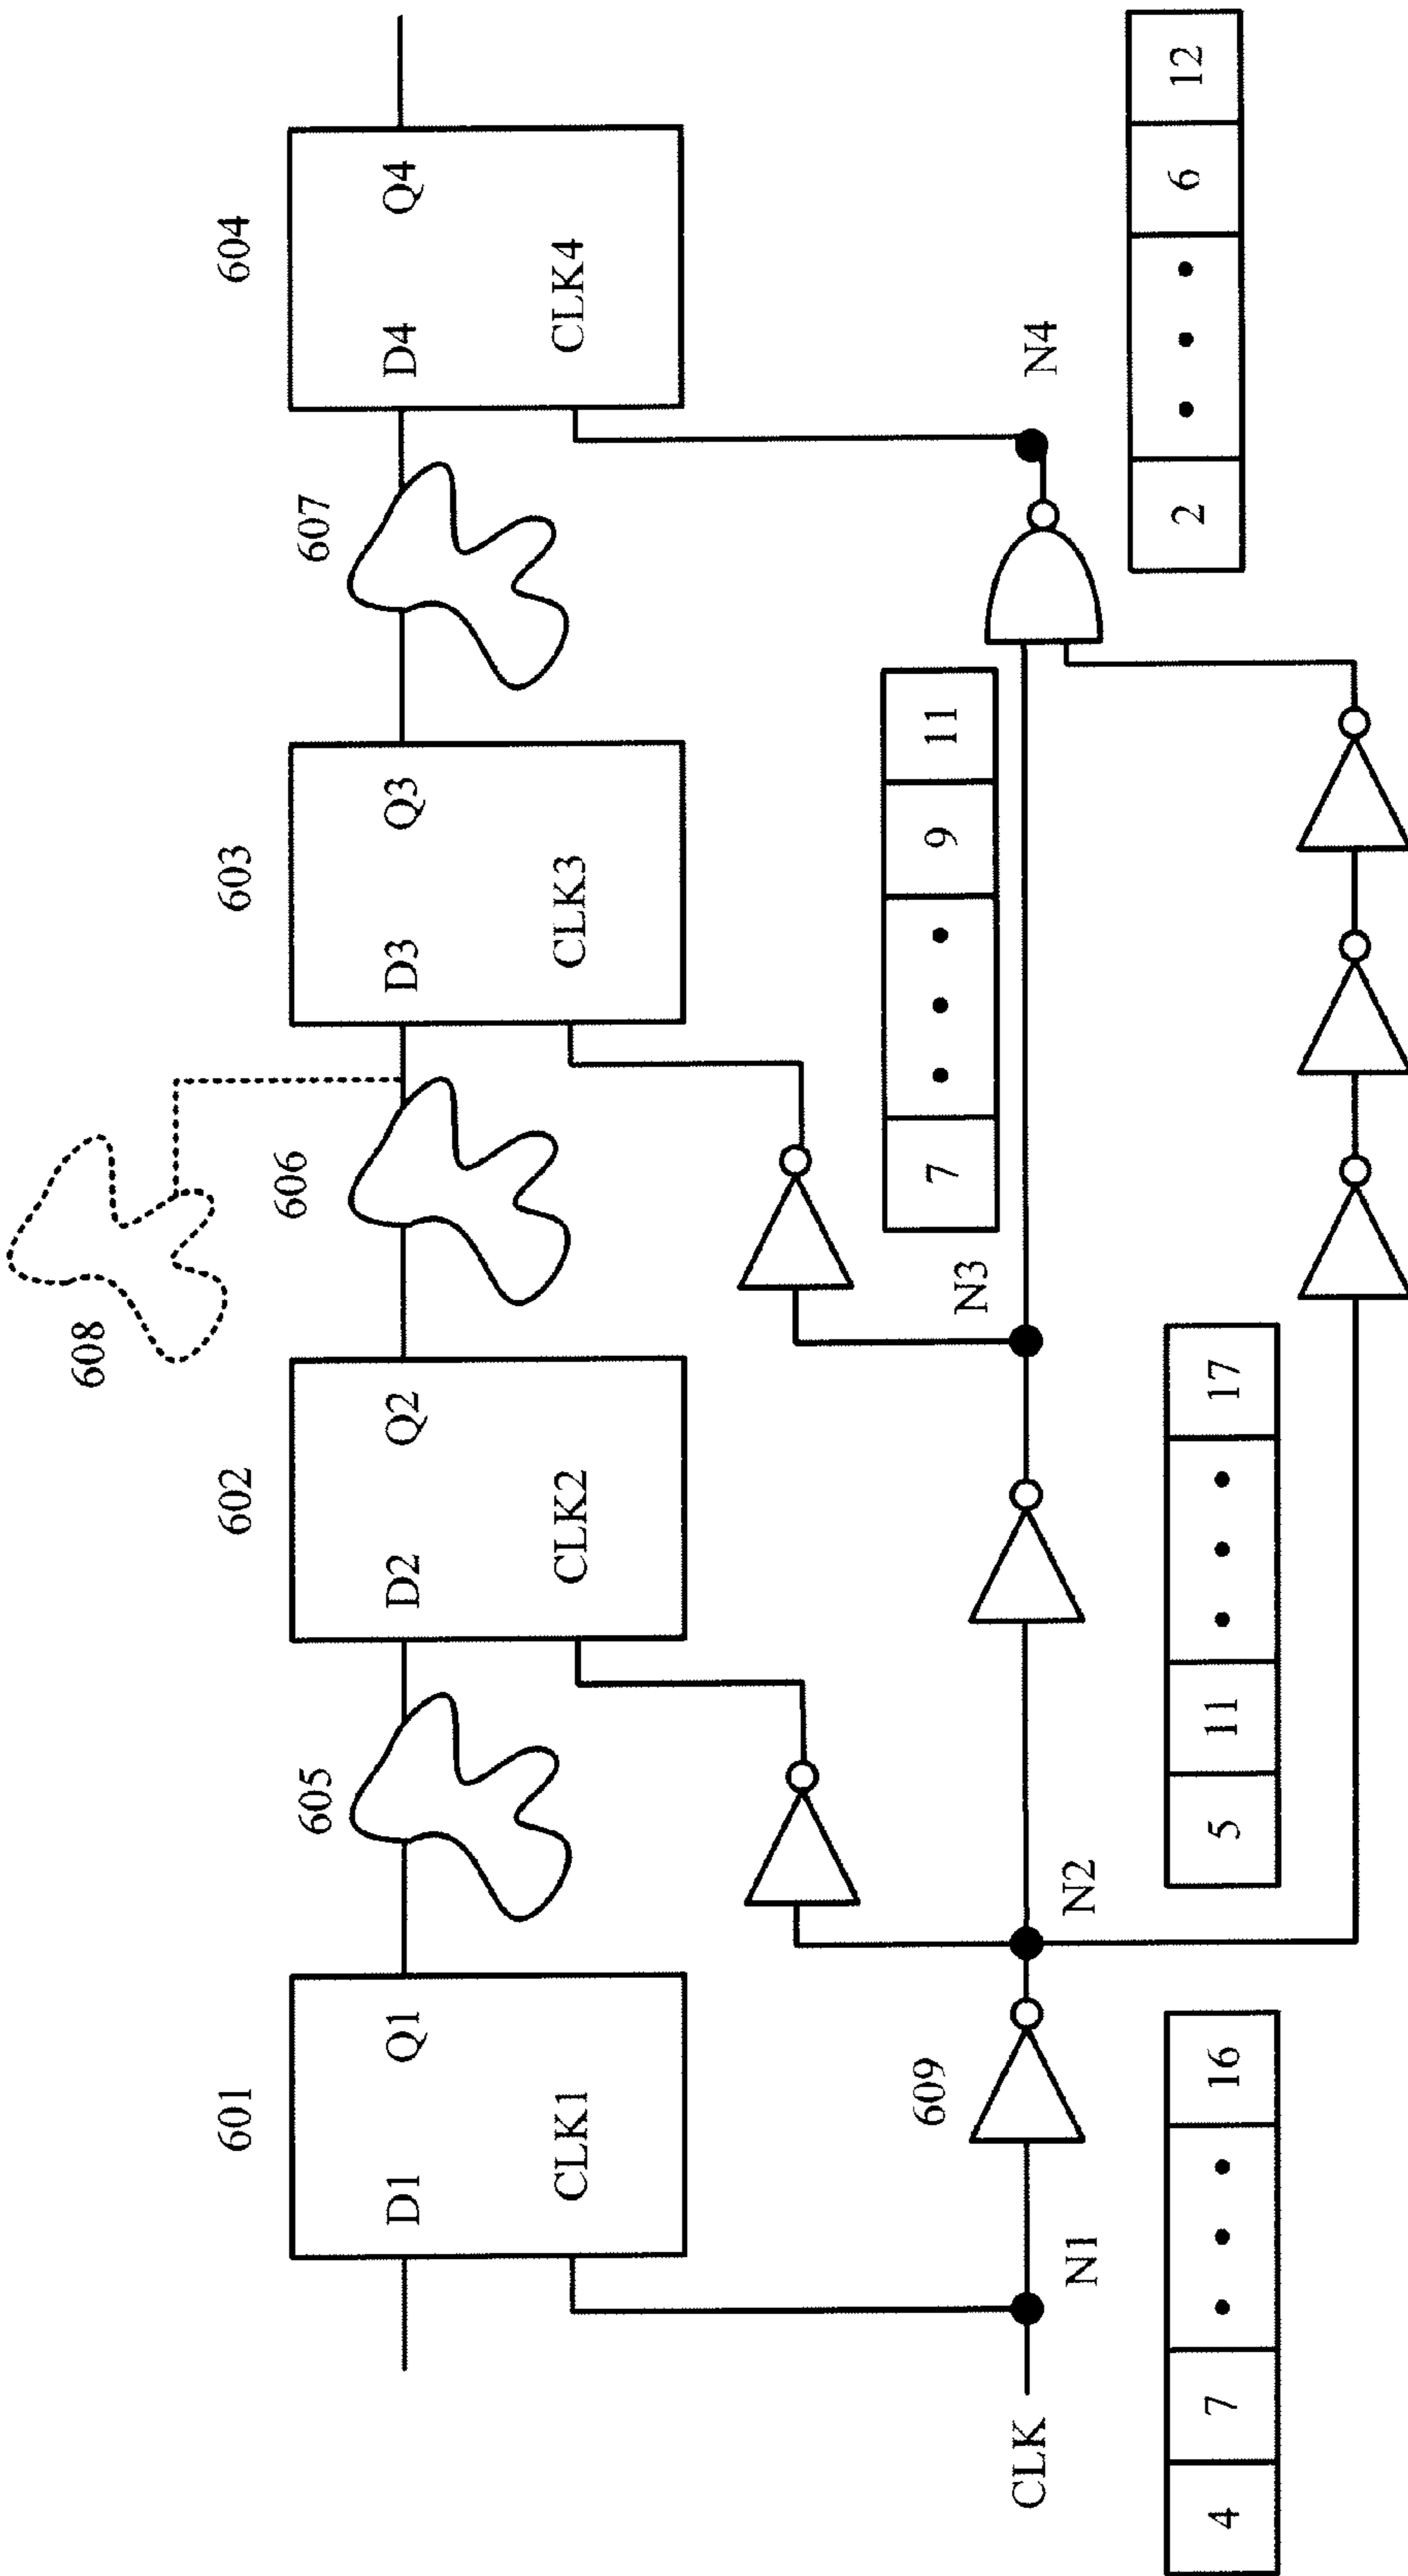 608
601
602
603
604
605
606
607
D1 Q1
CLK1
D2 Q2
CLK2
D3 Q3
CLK3
D4 Q4
CLK4
609
CLK
N1
N2
N3
N4
7 9 11
4 7 16
5 11 17
2 6 12